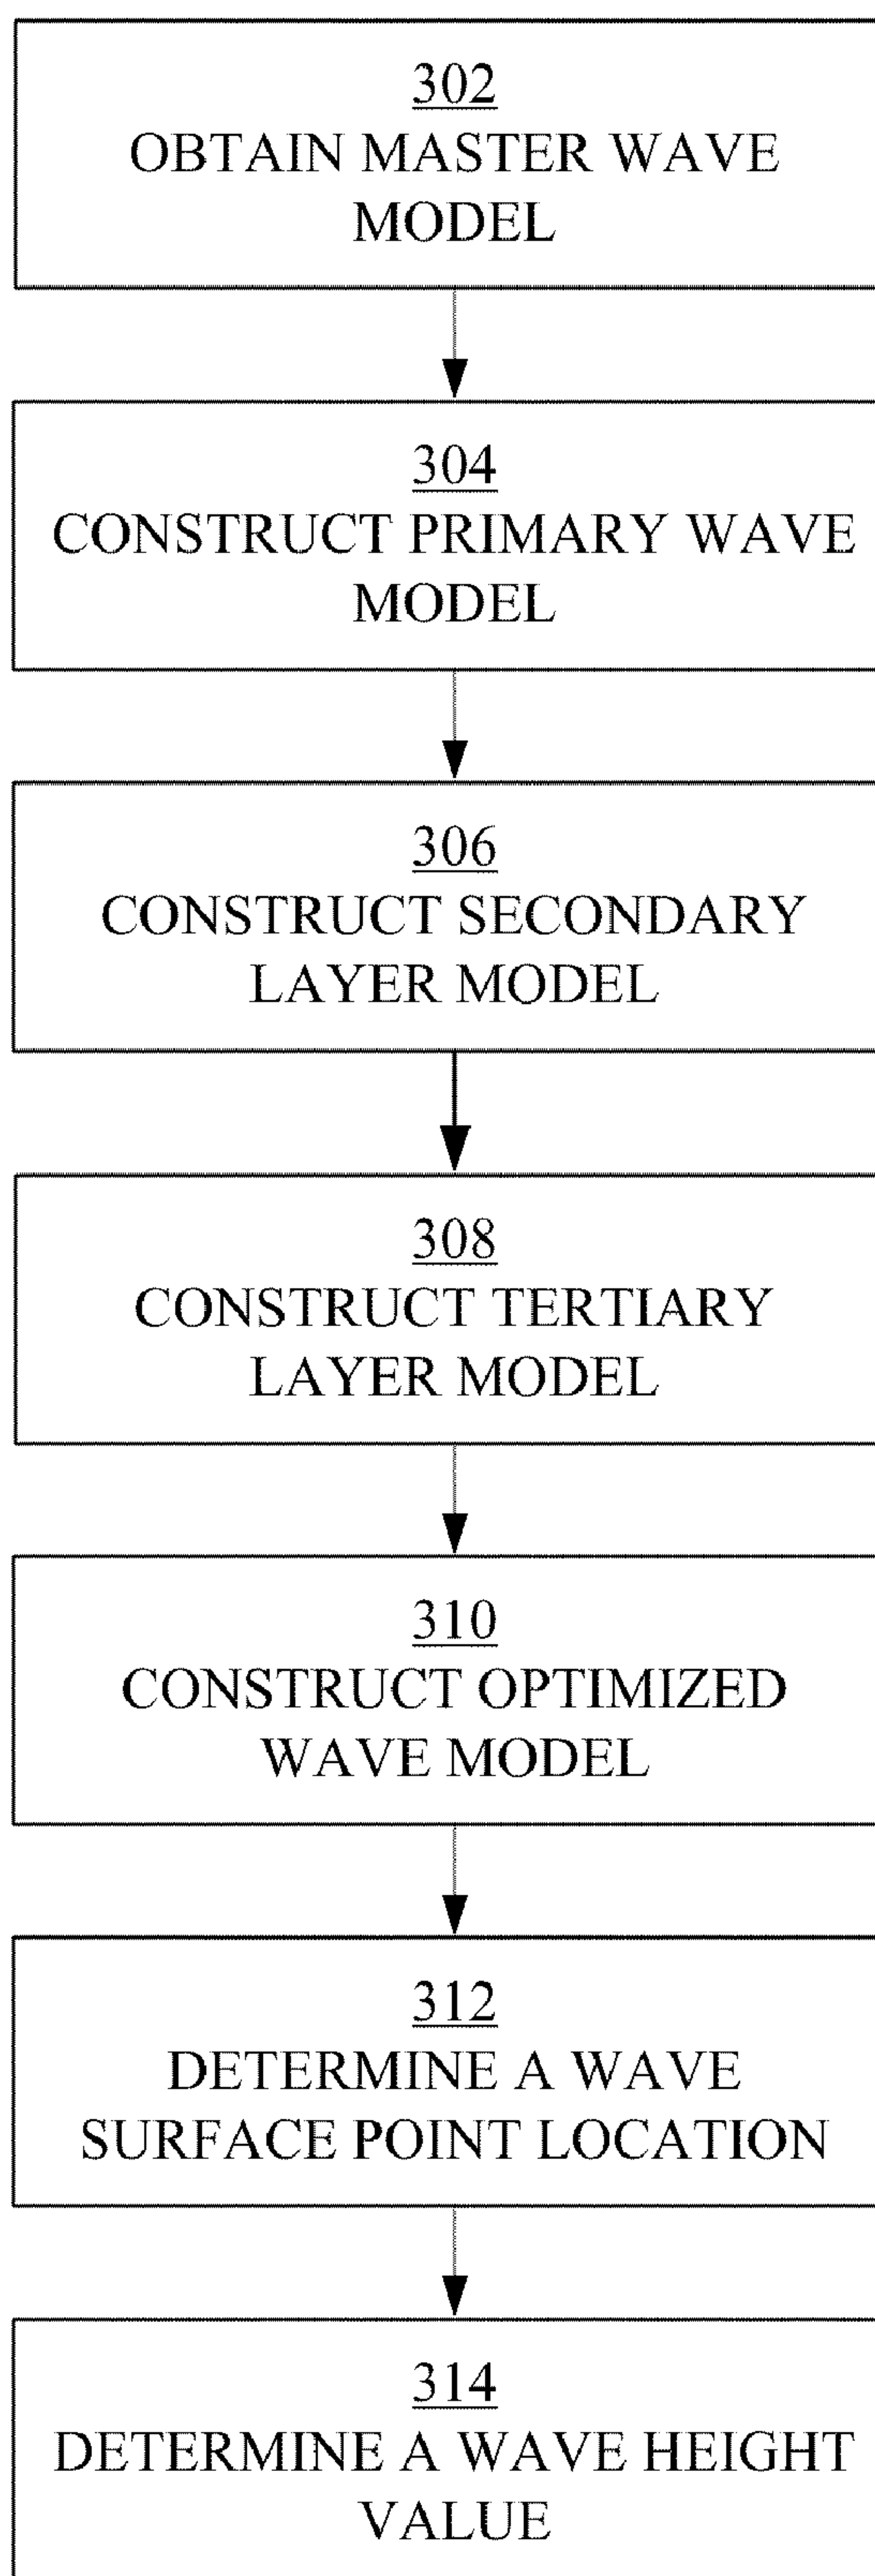 302
OBTAIN MASTER WAVE
MODEL
304
CONSTRUCT PRIMARY WAVE
MODEL
306
CONSTRUCT SECONDARY
LAYER MODEL
308
CONSTRUCT TERTIARY
LAYER MODEL
310
CONSTRUCT OPTIMIZED
WAVE MODEL
312
DETERMINE A WAVE
SURFACE POINT LOCATION
314
DETERMINE A WAVE HEIGHT
VALUE